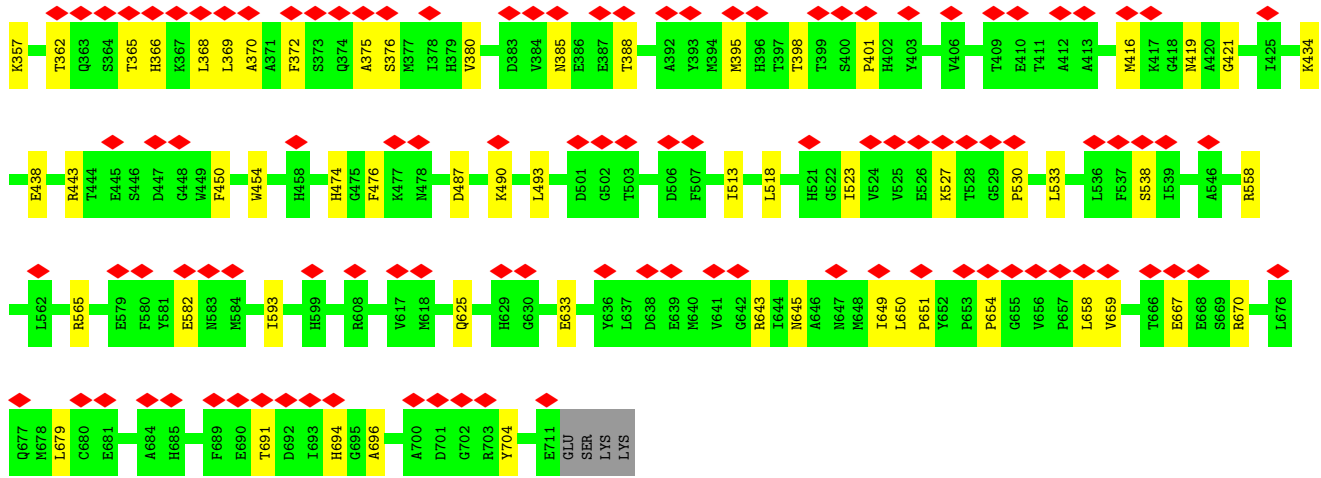 K357 T362 Q363 S364 T365 H366 K367 L368 L369 A370 A371 F372 S373 Q374 A375 S376 M377 I378 H379 V380 D383 V384 N385 E386 E387 T388 A392 Y393 M394 M395 H396 T397 T398 T399 S400 P401 H402 Y403 V406 T409 E410 T411 A412 A413 M416 K417 G418 N419 A420 G421 I425 K434
E438 R443 T444 E445 S446 D447 G448 W449 F450 W454 H458 H474 G475 F476 K477 N478 D487 K490 L493 D501 G502 T503 D506 F507 I513 L518 H521 G522 I523 V524 V525 E526 K527 T528 G529 P530 L533 L536 F537 S538 I539 A546 R558
L562 R565 E579 F580 Y581 E582 N583 M584 I593 H599 R608 V617 M618 Q625 H629 G630 E633 Y636 L637 D638 E639 M640 V641 G642 R643 I644 N645 A646 N647 M648 I649 L650 P651 Y652 P653 P654 G655 V656 P657 L658 V659 T666 E667 E668 S669 R670 L676
Q677 M678 L679 C680 E681 A684 H685 F689 E690 T691 D692 I693 H694 G695 A696 A700 D701 G702 R703 Y704 E711 GLU SER LYS LYS